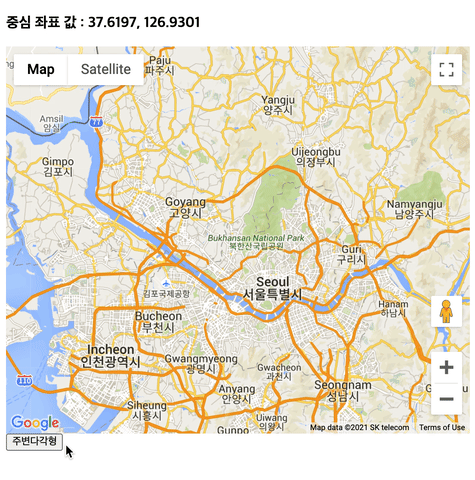 중심 좌표 값 : 37.6197, 126.9301
Map
Satellite
Paju
파주시
Yangju
양주시
Amsil
암실
77
Uijeongbu
의정부시
Gimpo
김포시
Goyang
고양시
Namyangju
남양주시
Bukhansan National Park
북한산국립공원
Guri
구리시
김포국제공항
Seoul
서울특별시
Hanam
하남시
Bucheon
부천시
Incheon
인천광역시
Gwangmyeong
광명시
Gwacheon
과천시
110
Anyang
안양시
Seongnam
성남시
Siheung
시흥시
Uiwang
의왕시
Gunpo
Google
Map data ©2021 SK telecom
Terms of Use
주변다각형